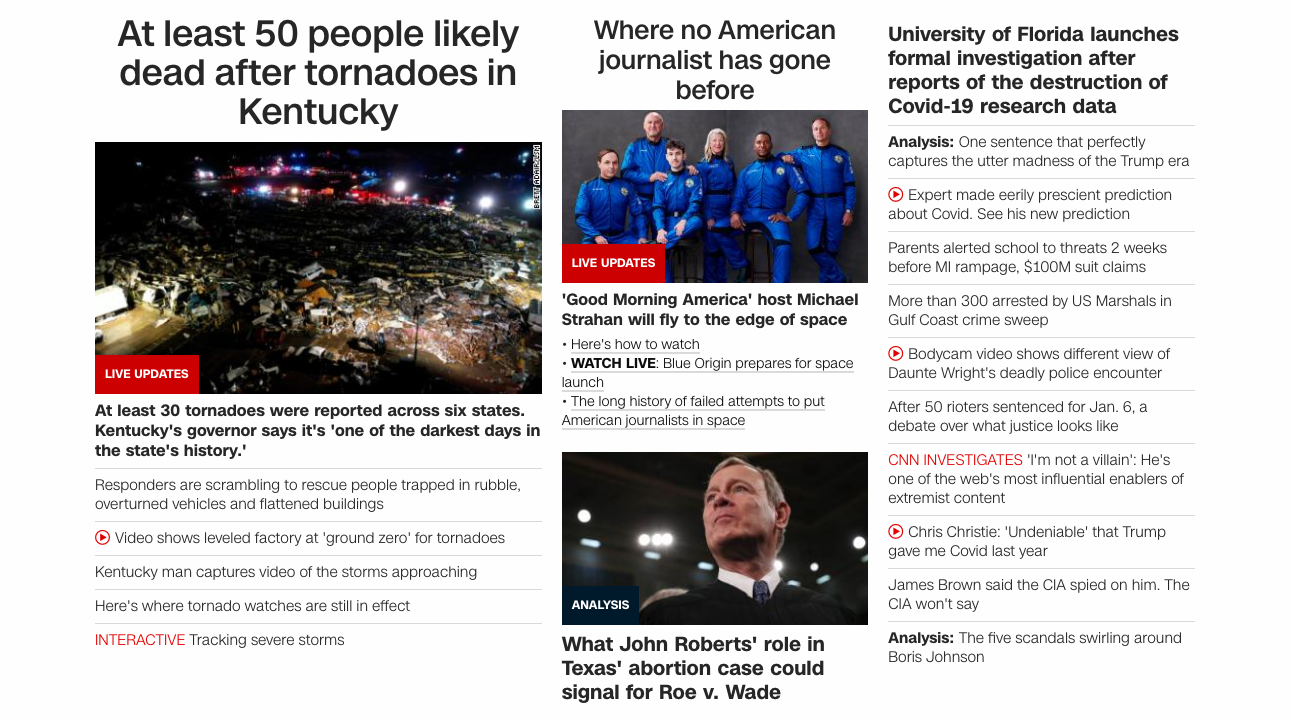 At least 50 people likely
dead after tornadoes in
Kentucky
BRETT ADAIR/LSM
LIVE UPDATES
At least 30 tornadoes were reported across six states.
Kentucky's governor says it's 'one of the darkest days in
the state's history.'
Responders are scrambling to rescue people trapped in rubble,
overturned vehicles and flattened buildings
Video shows leveled factory at 'ground zero' for tornadoes
Kentucky man captures video of the storms approaching
Here's where tornado watches are still in effect
INTERACTIVE Tracking severe storms
Where no American
journalist has gone
before
LIVE UPDATES
'Good Morning America' host Michael
Strahan will fly to the edge of space
• Here's how to watch
• WATCH LIVE: Blue Origin prepares for space
launch
• The long history of failed attempts to put
American journalists in space
ANALYSIS
What John Roberts' role in
Texas' abortion case could
signal for Roe v. Wade
University of Florida launches
formal investigation after
reports of the destruction of
Covid-19 research data
Analysis: One sentence that perfectly
captures the utter madness of the Trump era
Expert made eerily prescient prediction
about Covid. See his new prediction
Parents alerted school to threats 2 weeks
before MI rampage, $100M suit claims
More than 300 arrested by US Marshals in
Gulf Coast crime sweep
Bodycam video shows different view of
Daunte Wright's deadly police encounter
After 50 rioters sentenced for Jan. 6, a
debate over what justice looks like
CNN INVESTIGATES 'I'm not a villain': He's
one of the web's most influential enablers of
extremist content
Chris Christie: 'Undeniable' that Trump
gave me Covid last year
James Brown said the CIA spied on him. The
CIA won't say
Analysis: The five scandals swirling around
Boris Johnson